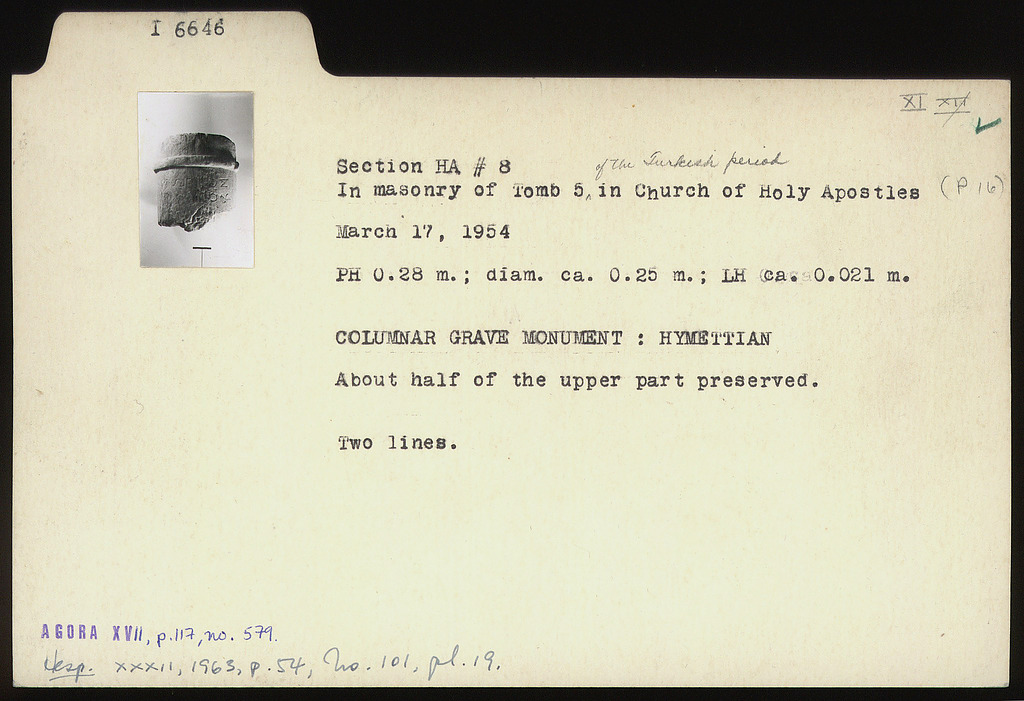 I 6646
XI XII
Section HA # 8 of the Turkish period
In masonry of Tomb 5, in Church of Holy Apostles (P 16)
March 17, 1954
PH 0.28 m.; diam. ca. 0.25 m.; LH ca. 0.021 m.
COLUMNAR GRAVE MONUMENT : HYMETTIAN
About half of the upper part preserved.
Two lines.
AGORA XVII, p.117, no. 579.
Hesp. XXXII, 1963, p. 54, No. 101, pl. 19.